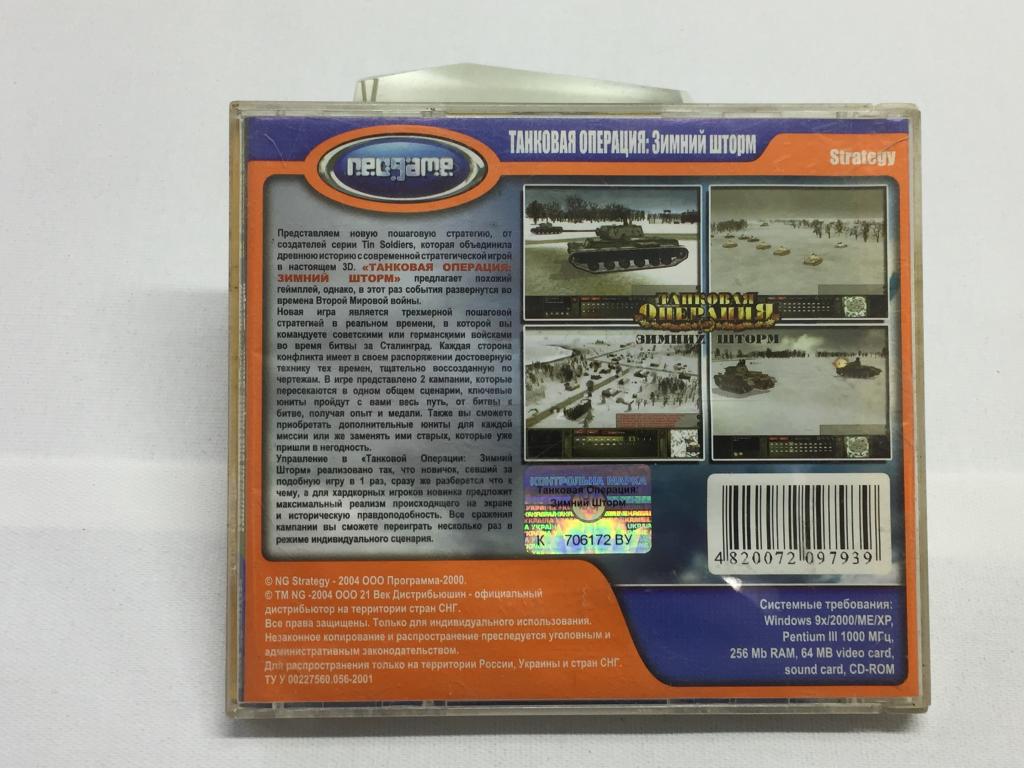 neogame
ТАНКОВАЯ ОПЕРАЦИЯ: Зимний шторм
Strategy
Представляем новую пошаговую стратегию, от
создателей серии Tin Soldiers, которая объединила
древнюю историю с современной стратегической игрой
в настоящем 3D. «ТАНКОВАЯ ОПЕРАЦИЯ:
ЗИМНИЙ ШТОРМ» предлагает похожий
геймплей, однако, в этот раз события развернутся во
времена Второй Мировой войны.
Новая игра является трехмерной пошаговой
стратегией в реальном времени, в которой вы
командуете советскими или германскими войсками
во время битвы за Сталинград. Каждая сторона
конфликта имеет в своем распоряжении достоверную
технику тех времен, тщательно воссозданную по
чертежам. В игре представлено 2 кампании, которые
пересекаются в одном общем сценарии, ключевые
юниты пройдут с вами весь путь, от битвы к
битве, получая опыт и медали. Также вы сможете
приобретать дополнительные юниты для каждой
миссии или же заменять ими старых, которые уже
пришли в негодность.
Управление в «Танковой Операции: Зимний
Шторм» реализовано так, что новичок, севший за
подобную игру в 1 раз, сразу же разберется что к
чему, а для хардкорных игроков новинка предложит
максимальный реализм происходящего на экране
и историческую правдоподобность. Все сражения
кампании вы сможете переиграть несколько раз в
режиме индивидуального сценария.
ТАНКОВАЯ
ОПЕРАЦИЯ
ЗИМНИЙ ШТОРМ
КОНТРОЛЬНА МАРКА
Танковая Операция:
Зимний Шторм
К 706172 ВУ
4820072 097939
© NG Strategy - 2004 ООО Программа-2000.
© TM NG -2004 ООО 21 Век Дистрибьюшин - официальный
дистрибьютор на территории стран СНГ.
Все права защищены. Только для индивидуального использования.
Незаконное копирование и распространение преследуется уголовным и
административным законодательством.
Для распространения только на территории России, Украины и стран СНГ.
ТУ У 00227560.056-2001
Системные требования:
Windows 9x/2000/ME/XP,
Pentium III 1000 МГц,
256 Mb RAM, 64 MB video card,
sound card, CD-ROM